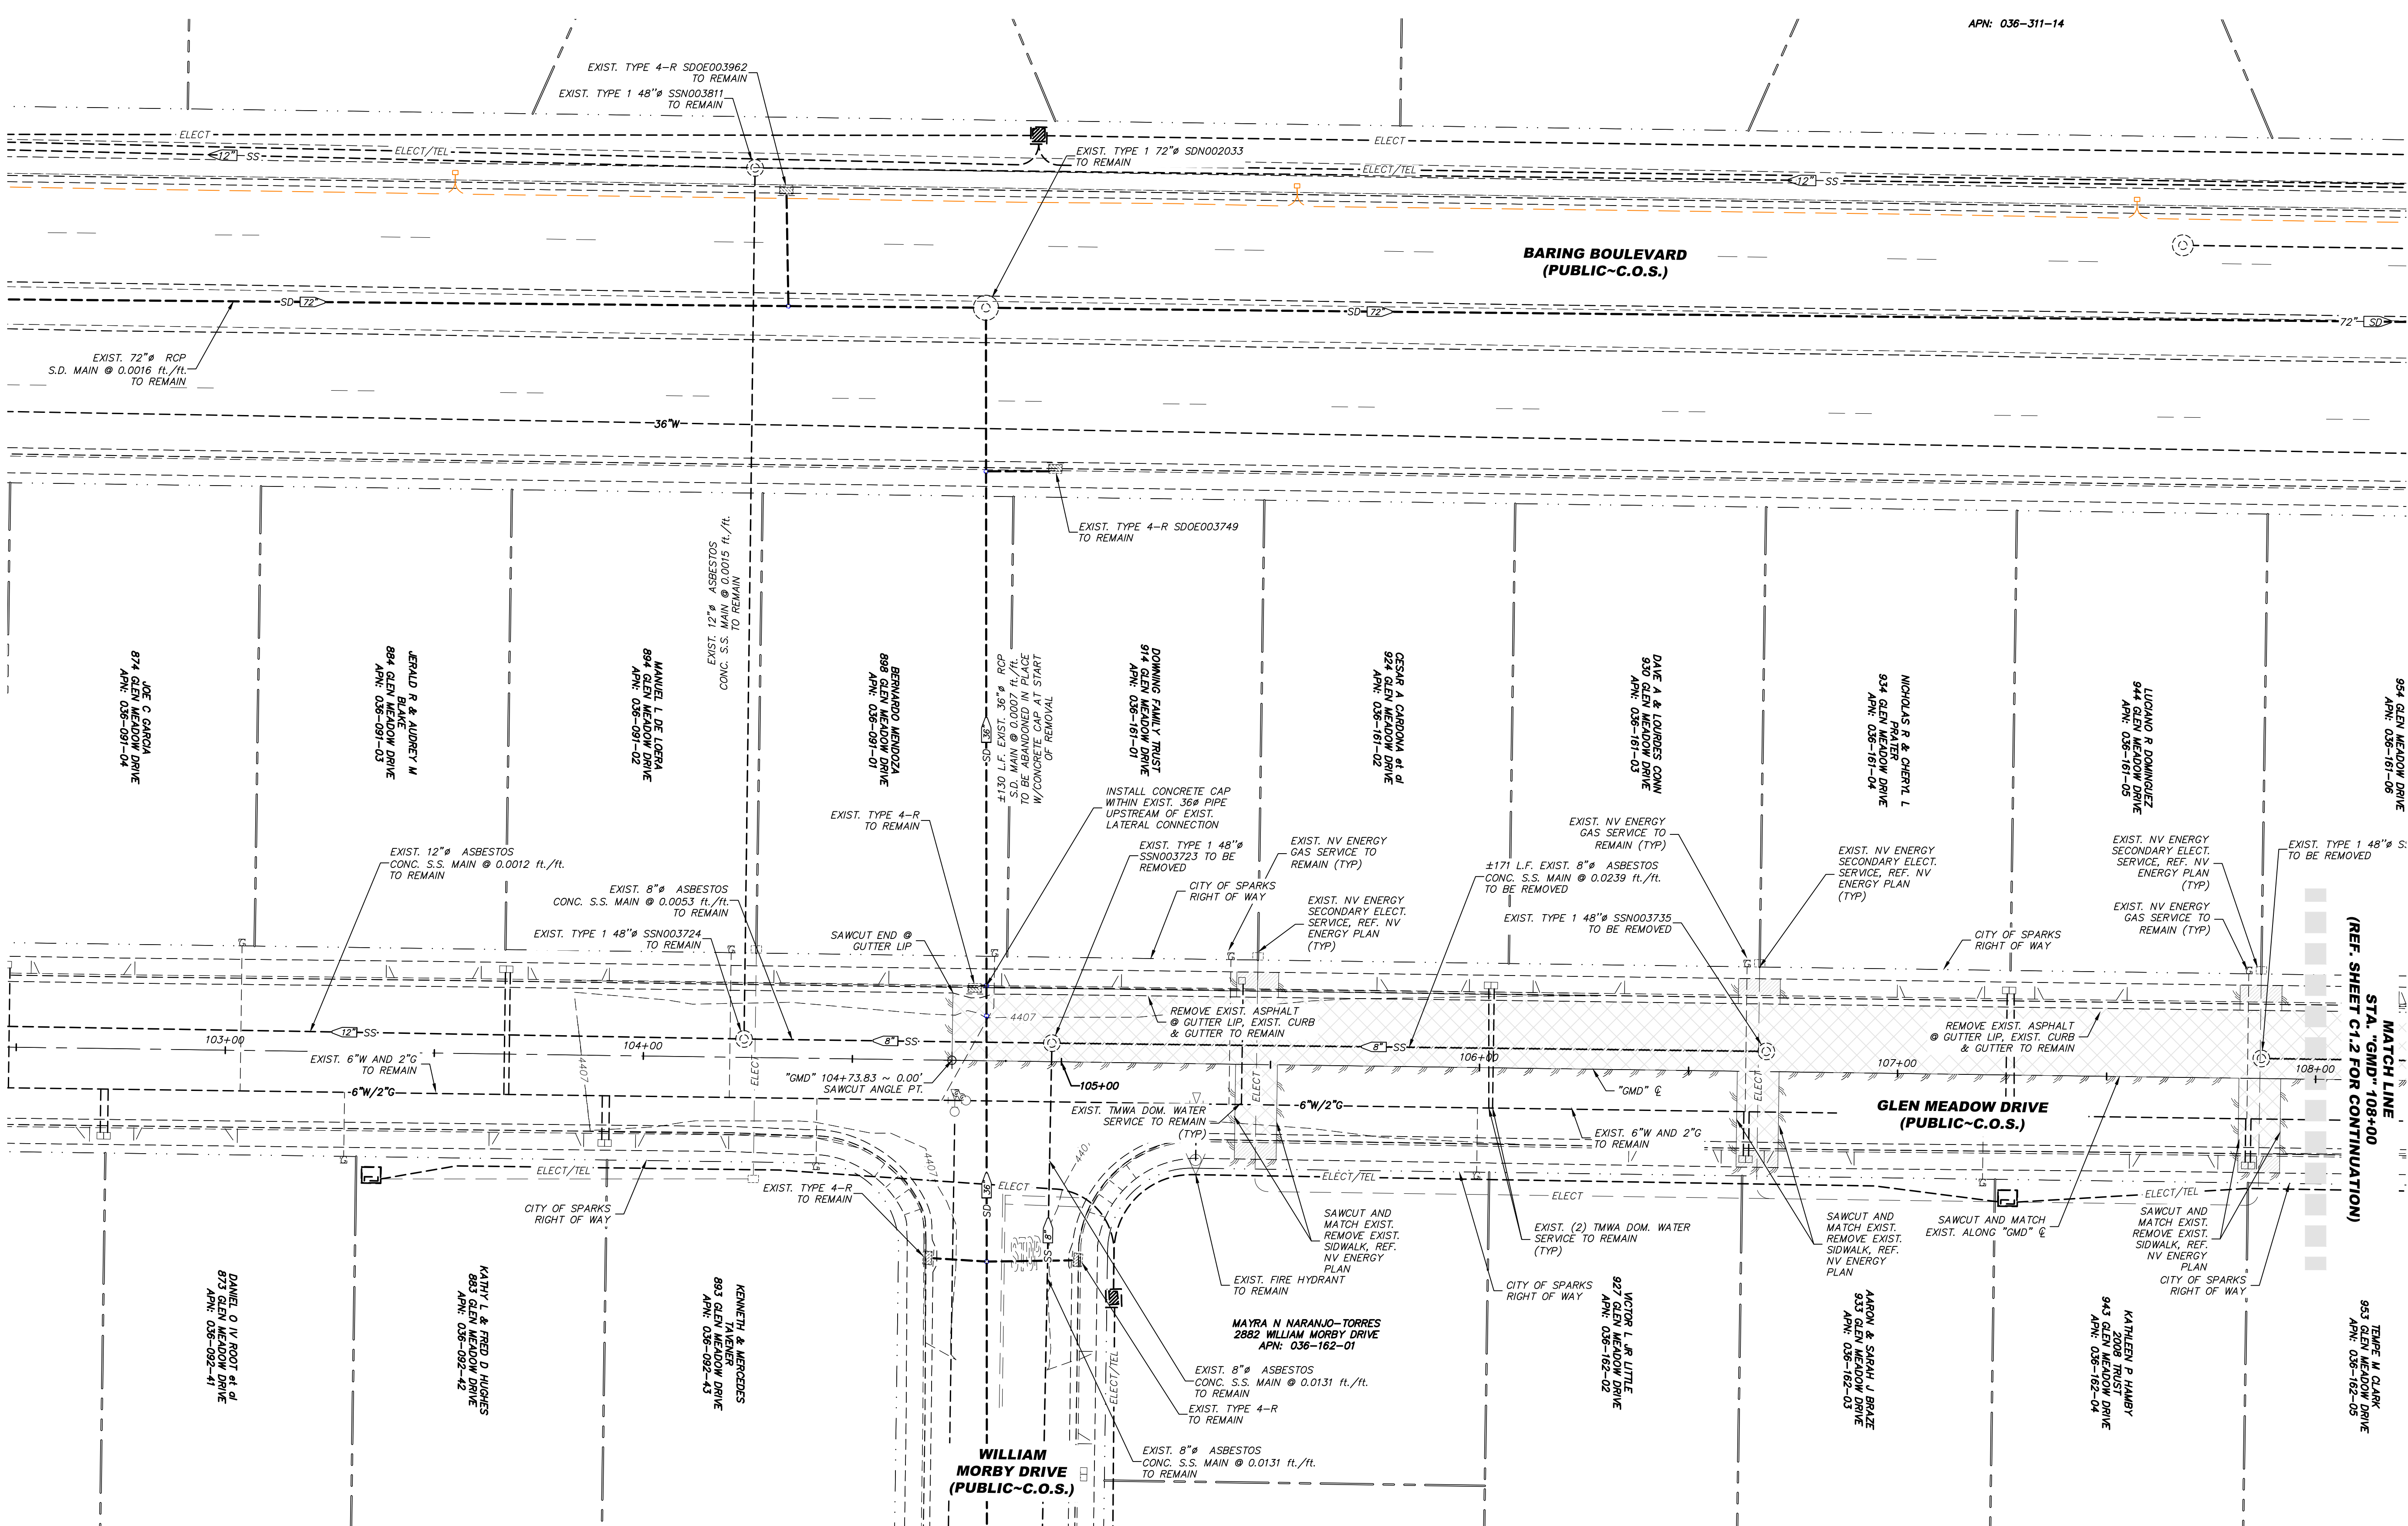 APN: 036-311-14
EXIST. TYPE 4-R SDOE003962
TO REMAIN
EXIST. TYPE 1 48"ø SSN003811
TO REMAIN
ELECT
12" SS
ELECT/TEL
EXIST. TYPE 1 72"ø SDN002033
TO REMAIN
ELECT
ELECT/TEL
12" SS
BARING BOULEVARD
(PUBLIC~C.O.S.)
SD 72"
SD 72"
72" SD
EXIST. 72"ø RCP
S.D. MAIN @ 0.0016 ft./ft.
TO REMAIN
36"W
EXIST. TYPE 4-R SDOE003749
TO REMAIN
EXIST. 12"ø ASBESTOS
CONC. S.S. MAIN @ 0.0015 ft./ft.
TO REMAIN
JOE C GARCIA
874 GLEN MEADOW DRIVE
APN: 036-091-04
JERALD R & AUDREY M
BLAKE
884 GLEN MEADOW DRIVE
APN: 036-091-03
MANUEL L DE LOERA
894 GLEN MEADOW DRIVE
APN: 036-091-02
BERNARDO MENDOZA
898 GLEN MEADOW DRIVE
APN: 036-091-01
SD 36"
±130 L.F. EXIST. 36"ø RCP
S.D. MAIN @ 0.0007 ft./ft.
TO BE ABANDONED IN PLACE
W/CONCRETE CAP AT START
OF REMOVAL
DOWNING FAMILY TRUST
914 GLEN MEADOW DRIVE
APN: 036-161-01
CESAR A CARDONA et al
924 GLEN MEADOW DRIVE
APN: 036-161-02
DAVE A & LOURDES CONN
930 GLEN MEADOW DRIVE
APN: 036-161-03
NICHOLAS R & CHERYL L
PRATER
934 GLEN MEADOW DRIVE
APN: 036-161-04
LUCIANO R DOMINGUEZ
944 GLEN MEADOW DRIVE
APN: 036-161-05
954 GLEN MEADOW DRIVE
APN: 036-161-06
EXIST. TYPE 4-R
TO REMAIN
INSTALL CONCRETE CAP
WITHIN EXIST. 36ø PIPE
UPSTREAM OF EXIST.
LATERAL CONNECTION
EXIST. TYPE 1 48"ø
SSN003723 TO BE
REMOVED
EXIST. NV ENERGY
GAS SERVICE TO
REMAIN (TYP)
EXIST. NV ENERGY
GAS SERVICE TO
REMAIN (TYP)
EXIST. NV ENERGY
SECONDARY ELECT.
SERVICE, REF. NV
ENERGY PLAN
(TYP)
EXIST. NV ENERGY
SECONDARY ELECT.
SERVICE, REF. NV
ENERGY PLAN
(TYP)
EXIST. TYPE 1 48"ø
TO BE REMOVED
EXIST. 12"ø ASBESTOS
CONC. S.S. MAIN @ 0.0012 ft./ft.
TO REMAIN
EXIST. 8"ø ASBESTOS
CONC. S.S. MAIN @ 0.0053 ft./ft.
TO REMAIN
CITY OF SPARKS
RIGHT OF WAY
±171 L.F. EXIST. 8"ø ASBESTOS
CONC. S.S. MAIN @ 0.0239 ft./ft.
TO BE REMOVED
EXIST. NV ENERGY
SECONDARY ELECT.
SERVICE, REF. NV
ENERGY PLAN
(TYP)
EXIST. TYPE 1 48"ø SSN003735
TO BE REMOVED
EXIST. NV ENERGY
GAS SERVICE TO
REMAIN (TYP)
EXIST. TYPE 1 48"ø SSN003724
TO REMAIN
SAWCUT END @
GUTTER LIP
CITY OF SPARKS
RIGHT OF WAY
MATCH LINE
STA. "GMD" 108+00
(REF. SHEET C1.2 FOR CONTINUATION)
4407
REMOVE EXIST. ASPHALT
@ GUTTER LIP, EXIST. CURB
& GUTTER TO REMAIN
REMOVE EXIST. ASPHALT
@ GUTTER LIP, EXIST. CURB
& GUTTER TO REMAIN
12" SS
8" SS
8" SS
103+00
104+00
105+00
106+00
107+00
108+00
EXIST. 6"W AND 2"G
TO REMAIN
6"W/2"G
4407
ELECT
"GMD" 104+73.83 ~ 0.00'
SAWCUT ANGLE PT.
EXIST. TMWA DOM. WATER
SERVICE TO REMAIN
(TYP)
ELECT
6"W/2"G
"GMD" ℄
EXIST. 6"W AND 2"G
TO REMAIN
ELECT
GLEN MEADOW DRIVE
(PUBLIC~C.O.S.)
4407
ELECT/TEL
ELECT
CITY OF SPARKS
RIGHT OF WAY
EXIST. TYPE 4-R
TO REMAIN
SD 36"
SS 8"
ELECT/TEL
ELECT
ELECT/TEL
SAWCUT AND
MATCH EXIST.
REMOVE EXIST.
SIDWALK, REF.
NV ENERGY
PLAN
EXIST. (2) TMWA DOM. WATER
SERVICE TO REMAIN
(TYP)
SAWCUT AND
MATCH EXIST.
REMOVE EXIST.
SIDWALK, REF.
NV ENERGY
PLAN
SAWCUT AND MATCH
EXIST. ALONG "GMD" ℄
SAWCUT AND
MATCH EXIST.
REMOVE EXIST.
SIDWALK, REF.
NV ENERGY
PLAN
EXIST. FIRE HYDRANT
TO REMAIN
CITY OF SPARKS
RIGHT OF WAY
CITY OF SPARKS
RIGHT OF WAY
DANIEL O IV ROOT et al
873 GLEN MEADOW DRIVE
APN: 036-092-41
KATHY L & FRED D HUGHES
883 GLEN MEADOW DRIVE
APN: 036-092-42
KENNETH & MERCEDES
TAVENER
893 GLEN MEADOW DRIVE
APN: 036-092-43
MAYRA N NARANJO-TORRES
2882 WILLIAM MORBY DRIVE
APN: 036-162-01
VICTOR L JR LITTLE
927 GLEN MEADOW DRIVE
APN: 036-162-02
AARON & SARAH J BRAZE
933 GLEN MEADOW DRIVE
APN: 036-162-03
KATHLEEN P HAMBY
2008 TRUST
943 GLEN MEADOW DRIVE
APN: 036-162-04
TEMPE M CLARK
953 GLEN MEADOW DRIVE
APN: 036-162-05
ELECT/TEL
EXIST. 8"ø ASBESTOS
CONC. S.S. MAIN @ 0.0131 ft./ft.
TO REMAIN
EXIST. TYPE 4-R
TO REMAIN
EXIST. 8"ø ASBESTOS
CONC. S.S. MAIN @ 0.0131 ft./ft.
TO REMAIN
WILLIAM
MORBY DRIVE
(PUBLIC~C.O.S.)